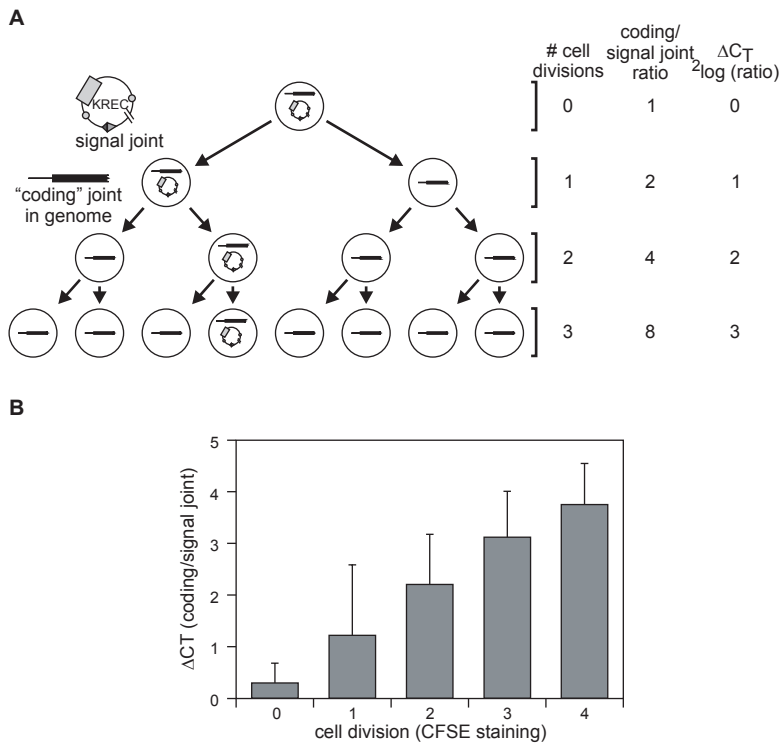 A
# cell divisions
coding/ signal joint ratio
ΔCT
2log (ratio)
KREC
signal joint
0 1 0
"coding" joint
in genome
1 2 1
2 4 2
3 8 3
B
ΔCT (coding/signal joint)
5
4
3
2
1
0
0 1 2 3 4
cell division (CFSE staining)